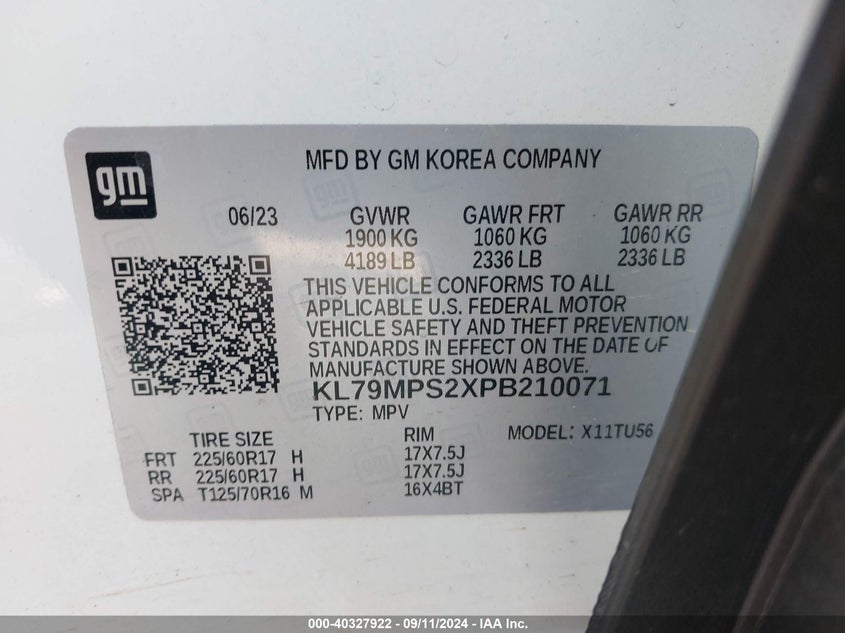 gm
MFD BY GM KOREA COMPANY
06/23 GVWR GAWR FRT GAWR RR
1900 KG 1060 KG 1060 KG
4189 LB 2336 LB 2336 LB
THIS VEHICLE CONFORMS TO ALL
APPLICABLE U.S. FEDERAL MOTOR
VEHICLE SAFETY AND THEFT PREVENTION
STANDARDS IN EFFECT ON THE DATE OF
MANUFACTURE SHOWN ABOVE.
KL79MPS2XPB210071
TYPE: MPV
TIRE SIZE RIM MODEL: X11TU56
FRT 225/60R17 H 17X7.5J
RR 225/60R17 H 17X7.5J
SPA T125/70R16 M 16X4BT
000-40327922 - 09/11/2024 - IAA Inc.